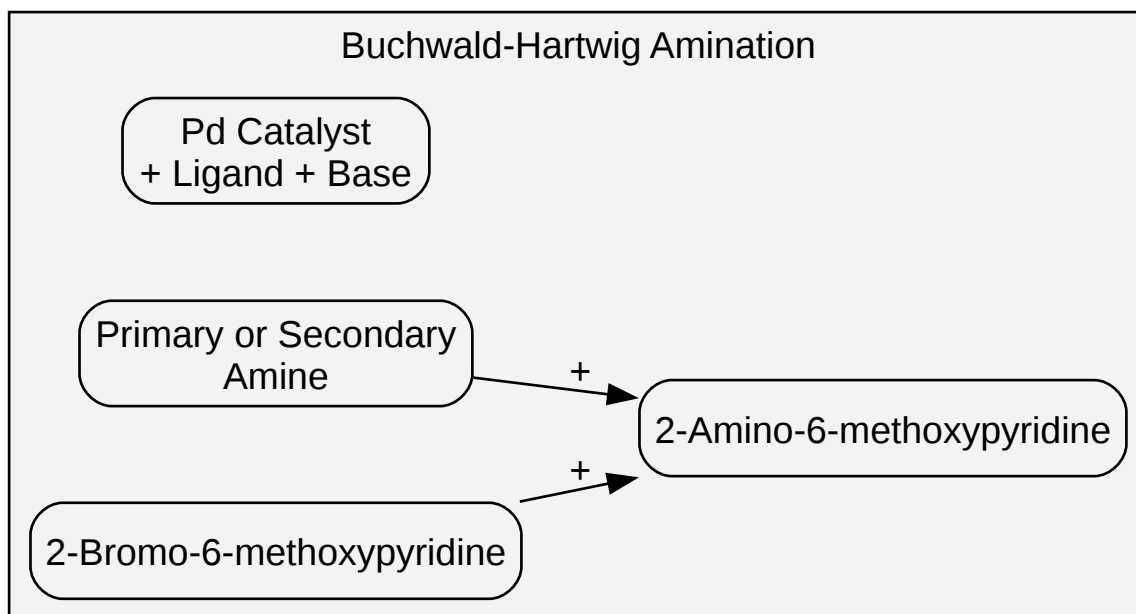 Buchwald-Hartwig Amination
Pd Catalyst
+ Ligand + Base
Primary or Secondary
Amine
+
2-Amino-6-methoxypyridine
+
2-Bromo-6-methoxypyridine